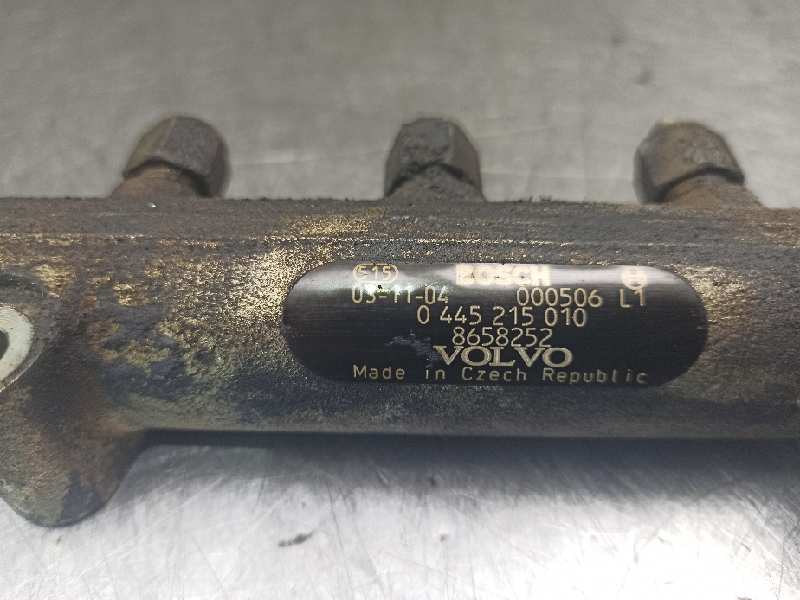 515 BOSCH
03-11-04 000506 L1
0 445 215 010
8658252
VOLVO
Made in Czech Republic